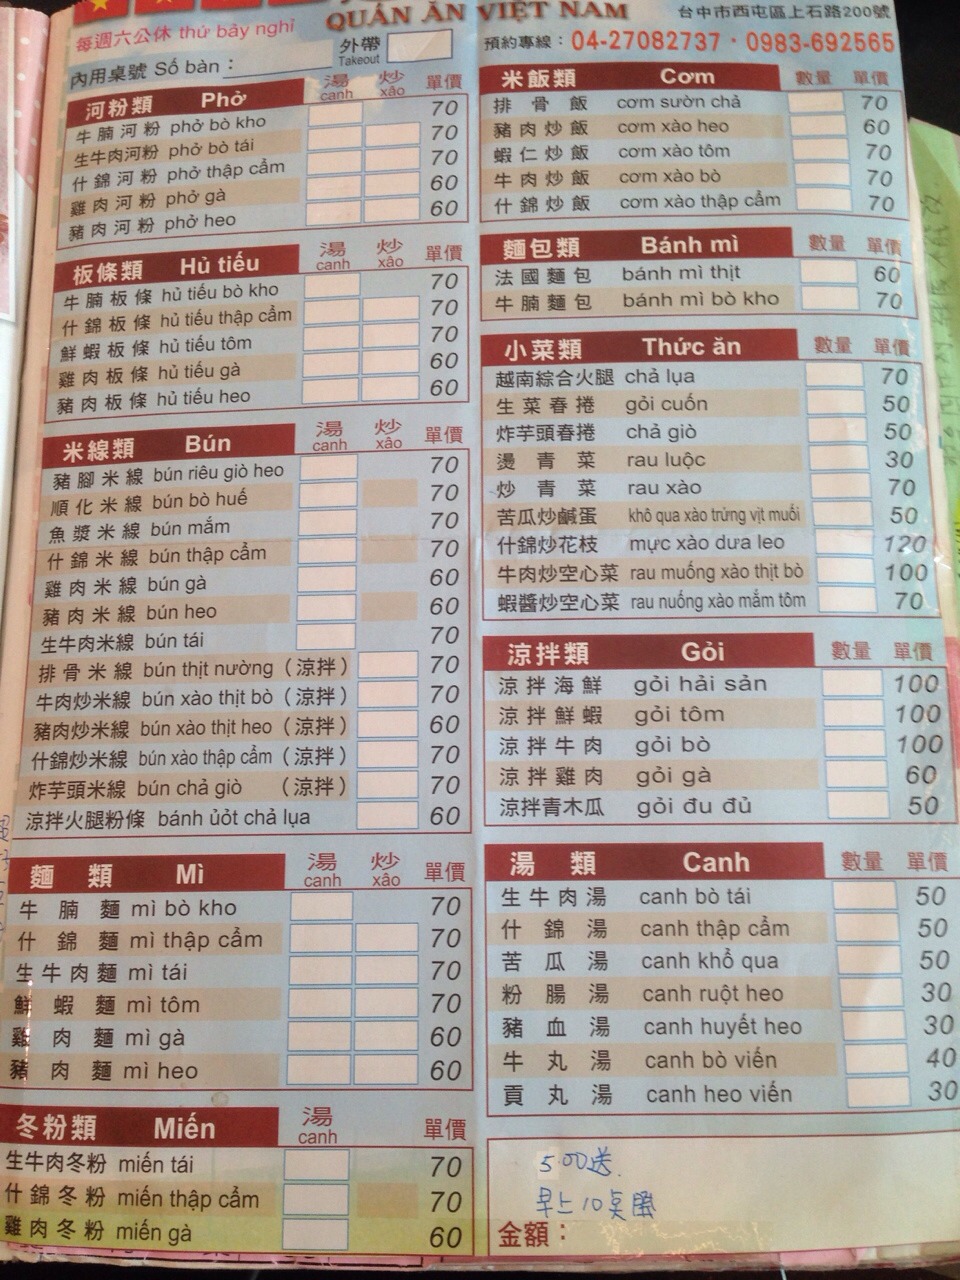 QUÁN ĂN VIỆT NAM
台中市西屯區上石路200號
每週六公休 thứ bảy nghỉ
外帶 Takeout
預約專線：04-27082737・0983-692565
內用桌號 Số bàn：
河粉類 Phở 湯 canh 炒 xâo 單價
牛腩河粉 phở bò kho 70
生牛肉河粉 phở bò tái 70
什錦河粉 phở thập cẩm 70
雞肉河粉 phở gà 60
豬肉河粉 phở heo 60
板條類 Hủ tiếu 湯 canh 炒 xâo 單價
牛腩板條 hủ tiếu bò kho 70
什錦板條 hủ tiếu thập cẩm 70
鮮蝦板條 hủ tiếu tôm 70
雞肉板條 hủ tiếu gà 60
豬肉板條 hủ tiếu heo 60
米線類 Bún 湯 canh 炒 xâo 單價
豬腳米線 bún riêu giò heo 70
順化米線 bún bò huế 70
魚漿米線 bún mắm 70
什錦米線 bún thập cẩm 70
雞肉米線 bún gà 60
豬肉米線 bún heo 60
生牛肉米線 bún tái 70
排骨米線 bún thịt nường（涼拌） 70
牛肉炒米線 bún xào thịt bò（涼拌） 70
豬肉炒米線 bún xào thịt heo（涼拌） 60
什錦炒米線 bún xào thập cẩm（涼拌） 70
炸芋頭米線 bún chả giò （涼拌） 70
涼拌火腿粉條 bánh ủôt chả lụa 60
麵類 Mì 湯 canh 炒 xâo 單價
牛腩麵 mì bò kho 70
什錦麵 mì thập cẩm 70
生牛肉麵 mì tái 70
鮮蝦麵 mì tôm 70
雞肉麵 mì gà 60
豬肉麵 mì heo 60
冬粉類 Miến 湯 canh 單價
生牛肉冬粉 miến tái 70
什錦冬粉 miến thập cẩm 70
雞肉冬粉 miến gà 60
米飯類 Cơm 數量 單價
排骨飯 cơm sườn chả 70
豬肉炒飯 cơm xào heo 60
蝦仁炒飯 cơm xào tôm 70
牛肉炒飯 cơm xào bò 70
什錦炒飯 cơm xào thập cẩm 70
麵包類 Bánh mì 數量 單價
法國麵包 bánh mì thịt 60
牛腩麵包 bánh mì bò kho 70
小菜類 Thức ăn 數量 單價
越南綜合火腿 chả lụa 70
生菜春捲 gỏi cuốn 50
炸芋頭春捲 chả giò 50
燙青菜 rau luộc 30
炒青菜 rau xào 70
苦瓜炒鹹蛋 khô qua xào trứng vịt muối 50
什錦炒花枝 mực xào dưa leo 120
牛肉炒空心菜 rau muống xào thịt bò 100
蝦醬炒空心菜 rau nuống xào mắm tôm 70
涼拌類 Gỏi 數量 單價
涼拌海鮮 gỏi hải sản 100
涼拌鮮蝦 gỏi tôm 100
涼拌牛肉 gỏi bò 100
涼拌雞肉 gỏi gà 60
涼拌青木瓜 gỏi đu đủ 50
湯類 Canh 數量 單價
生牛肉湯 canh bò tái 50
什錦湯 canh thập cẩm 50
苦瓜湯 canh khổ qua 50
粉腸湯 canh ruột heo 30
豬血湯 canh huyết heo 30
牛丸湯 canh bò viến 40
貢丸湯 canh heo viến 30
500送
早上10
金額：